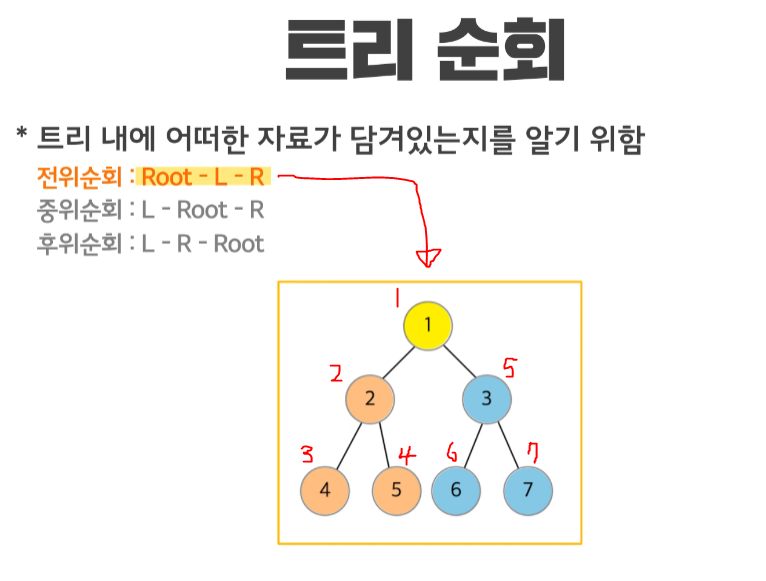 트리 순회
* 트리 내에 어떠한 자료가 담겨있는지를 알기 위함
전위순회 : Root - L - R
중위순회 : L - Root - R
후위순회 : L - R - Root
1
1
2
2
5
3
3
4
4
5
6
6
7
7